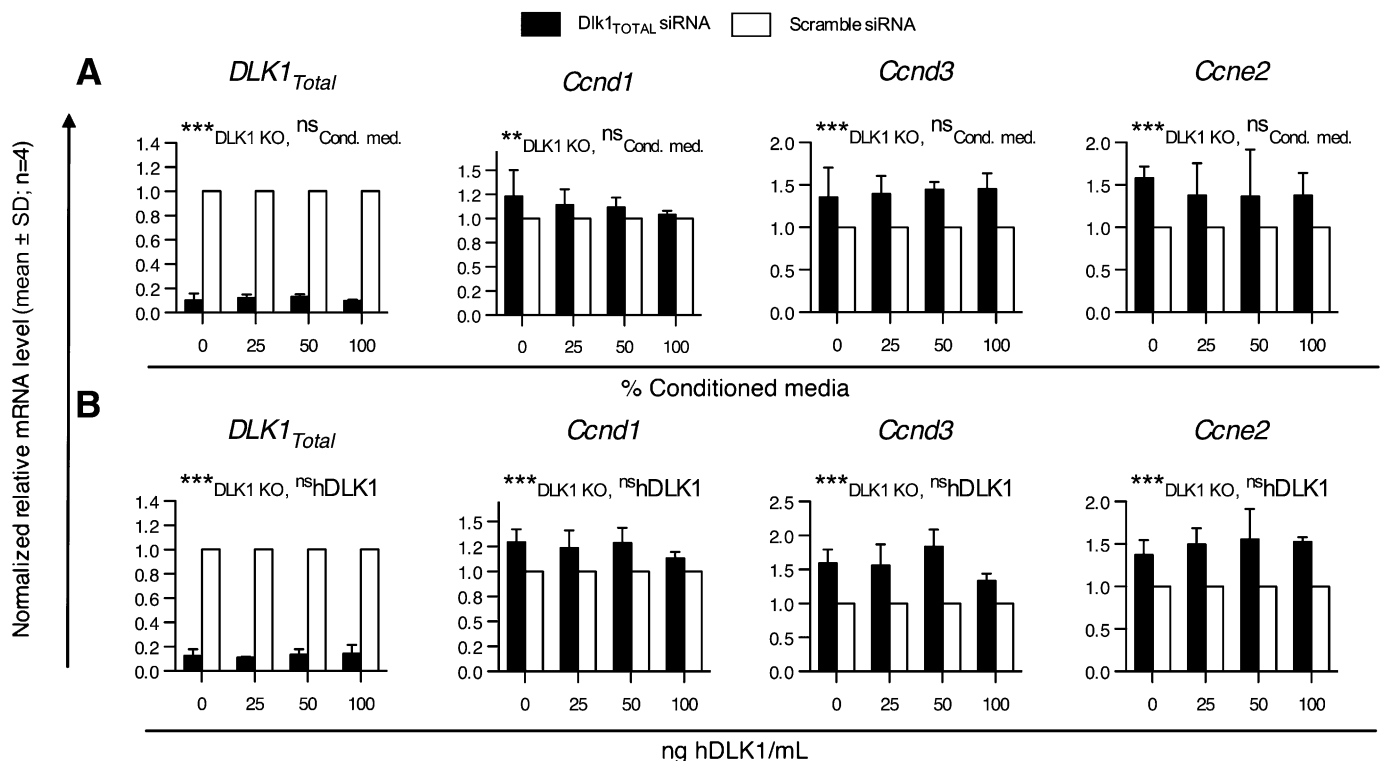 Dlk1TOTAL siRNA Scramble siRNA
A
DLK1Total Ccnd1 Ccnd3 Ccne2
***DLK1 KO, nsCond. med. **DLK1 KO, nsCond. med. ***DLK1 KO, nsCond. med. ***DLK1 KO, nsCond. med.
1.4
1.2
1.0
0.8
0.6
0.4
0.2
0.0
0 25 50 100
1.5
1.2
1.0
0.8
0.5
0.2
0.0
0 25 50 100
2.0
1.5
1.0
0.5
0.0
0 25 50 100
2.0
1.5
1.0
0.5
0.0
0 25 50 100
% Conditioned media
Normalized relative mRNA level (mean ± SD; n=4)
B
DLK1Total Ccnd1 Ccnd3 Ccne2
***DLK1 KO, nshDLK1 ***DLK1 KO, nshDLK1 ***DLK1 KO, nshDLK1 ***DLK1 KO, nshDLK1
1.4
1.2
1.0
0.8
0.6
0.4
0.2
0.0
0 25 50 100
1.5
1.2
1.0
0.8
0.5
0.2
0.0
0 25 50 100
2.5
2.0
1.5
1.0
0.5
0.0
0 25 50 100
2.0
1.5
1.0
0.5
0.0
0 25 50 100
ng hDLK1/mL